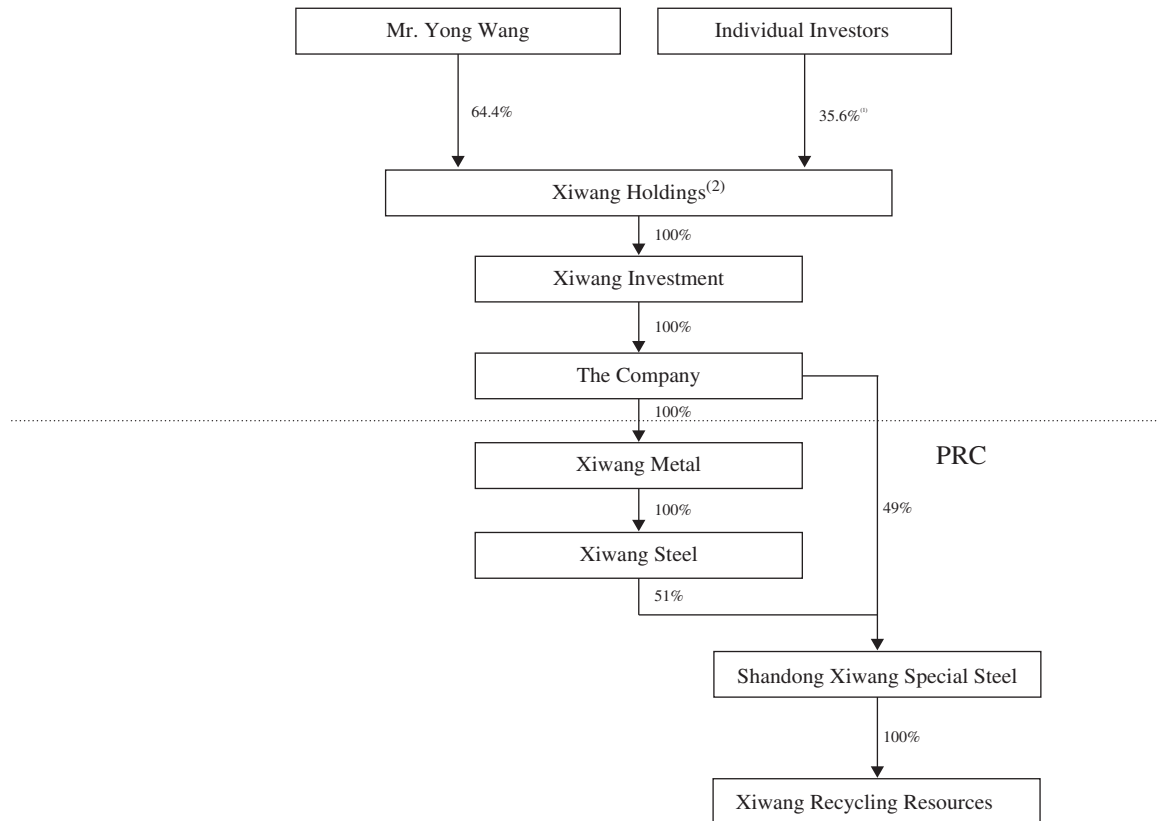 Mr. Yong Wang
Individual Investors
64.4%
35.6%(1)
Xiwang Holdings(2)
100%
Xiwang Investment
100%
The Company
100%
PRC
Xiwang Metal
100%
49%
Xiwang Steel
51%
Shandong Xiwang Special Steel
100%
Xiwang Recycling Resources